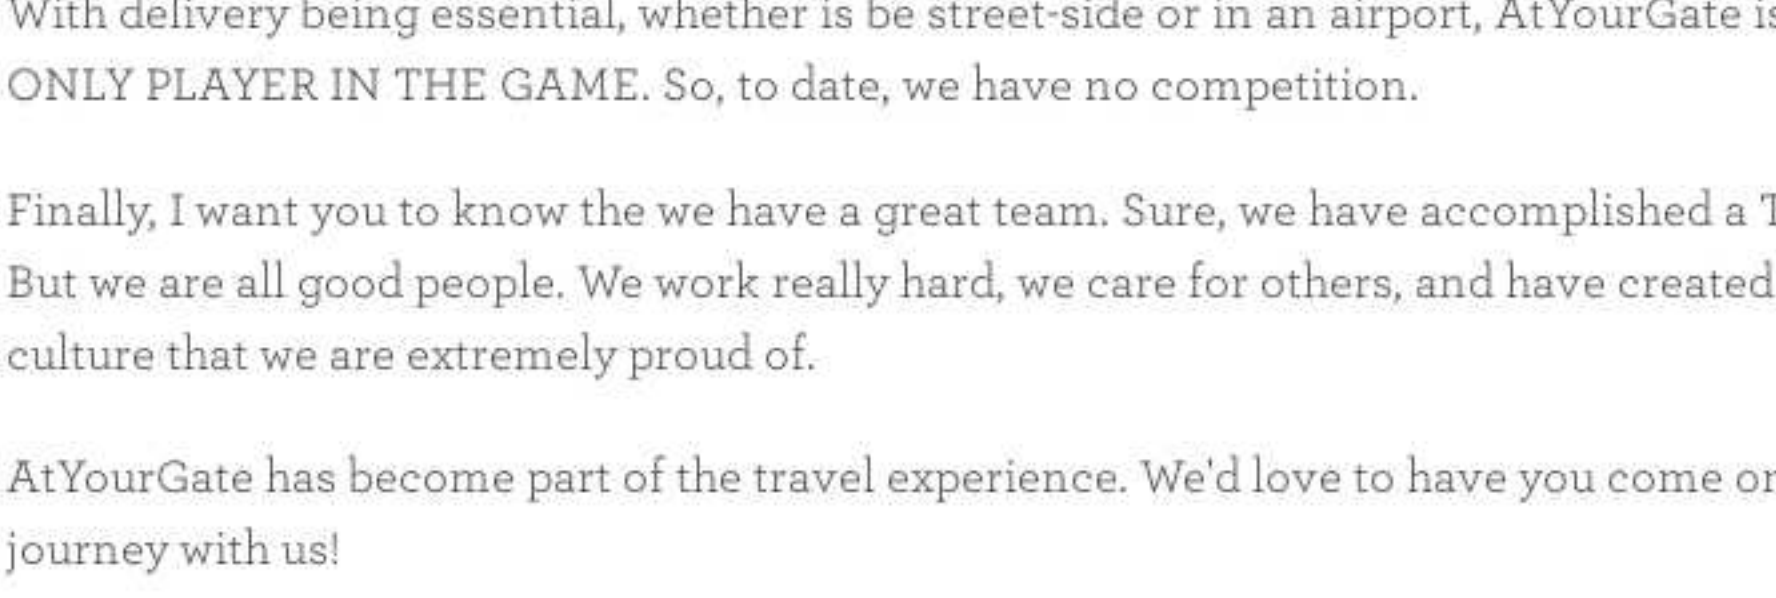 With delivery being essential, whether is be street-side or in an airport, AtYourGate is
ONLY PLAYER IN THE GAME. So, to date, we have no competition.
Finally, I want you to know the we have a great team. Sure, we have accomplished a
But we are all good people. We work really hard, we care for others, and have created
culture that we are extremely proud of.
AtYourGate has become part of the travel experience. We'd love to have you come
journey with us!